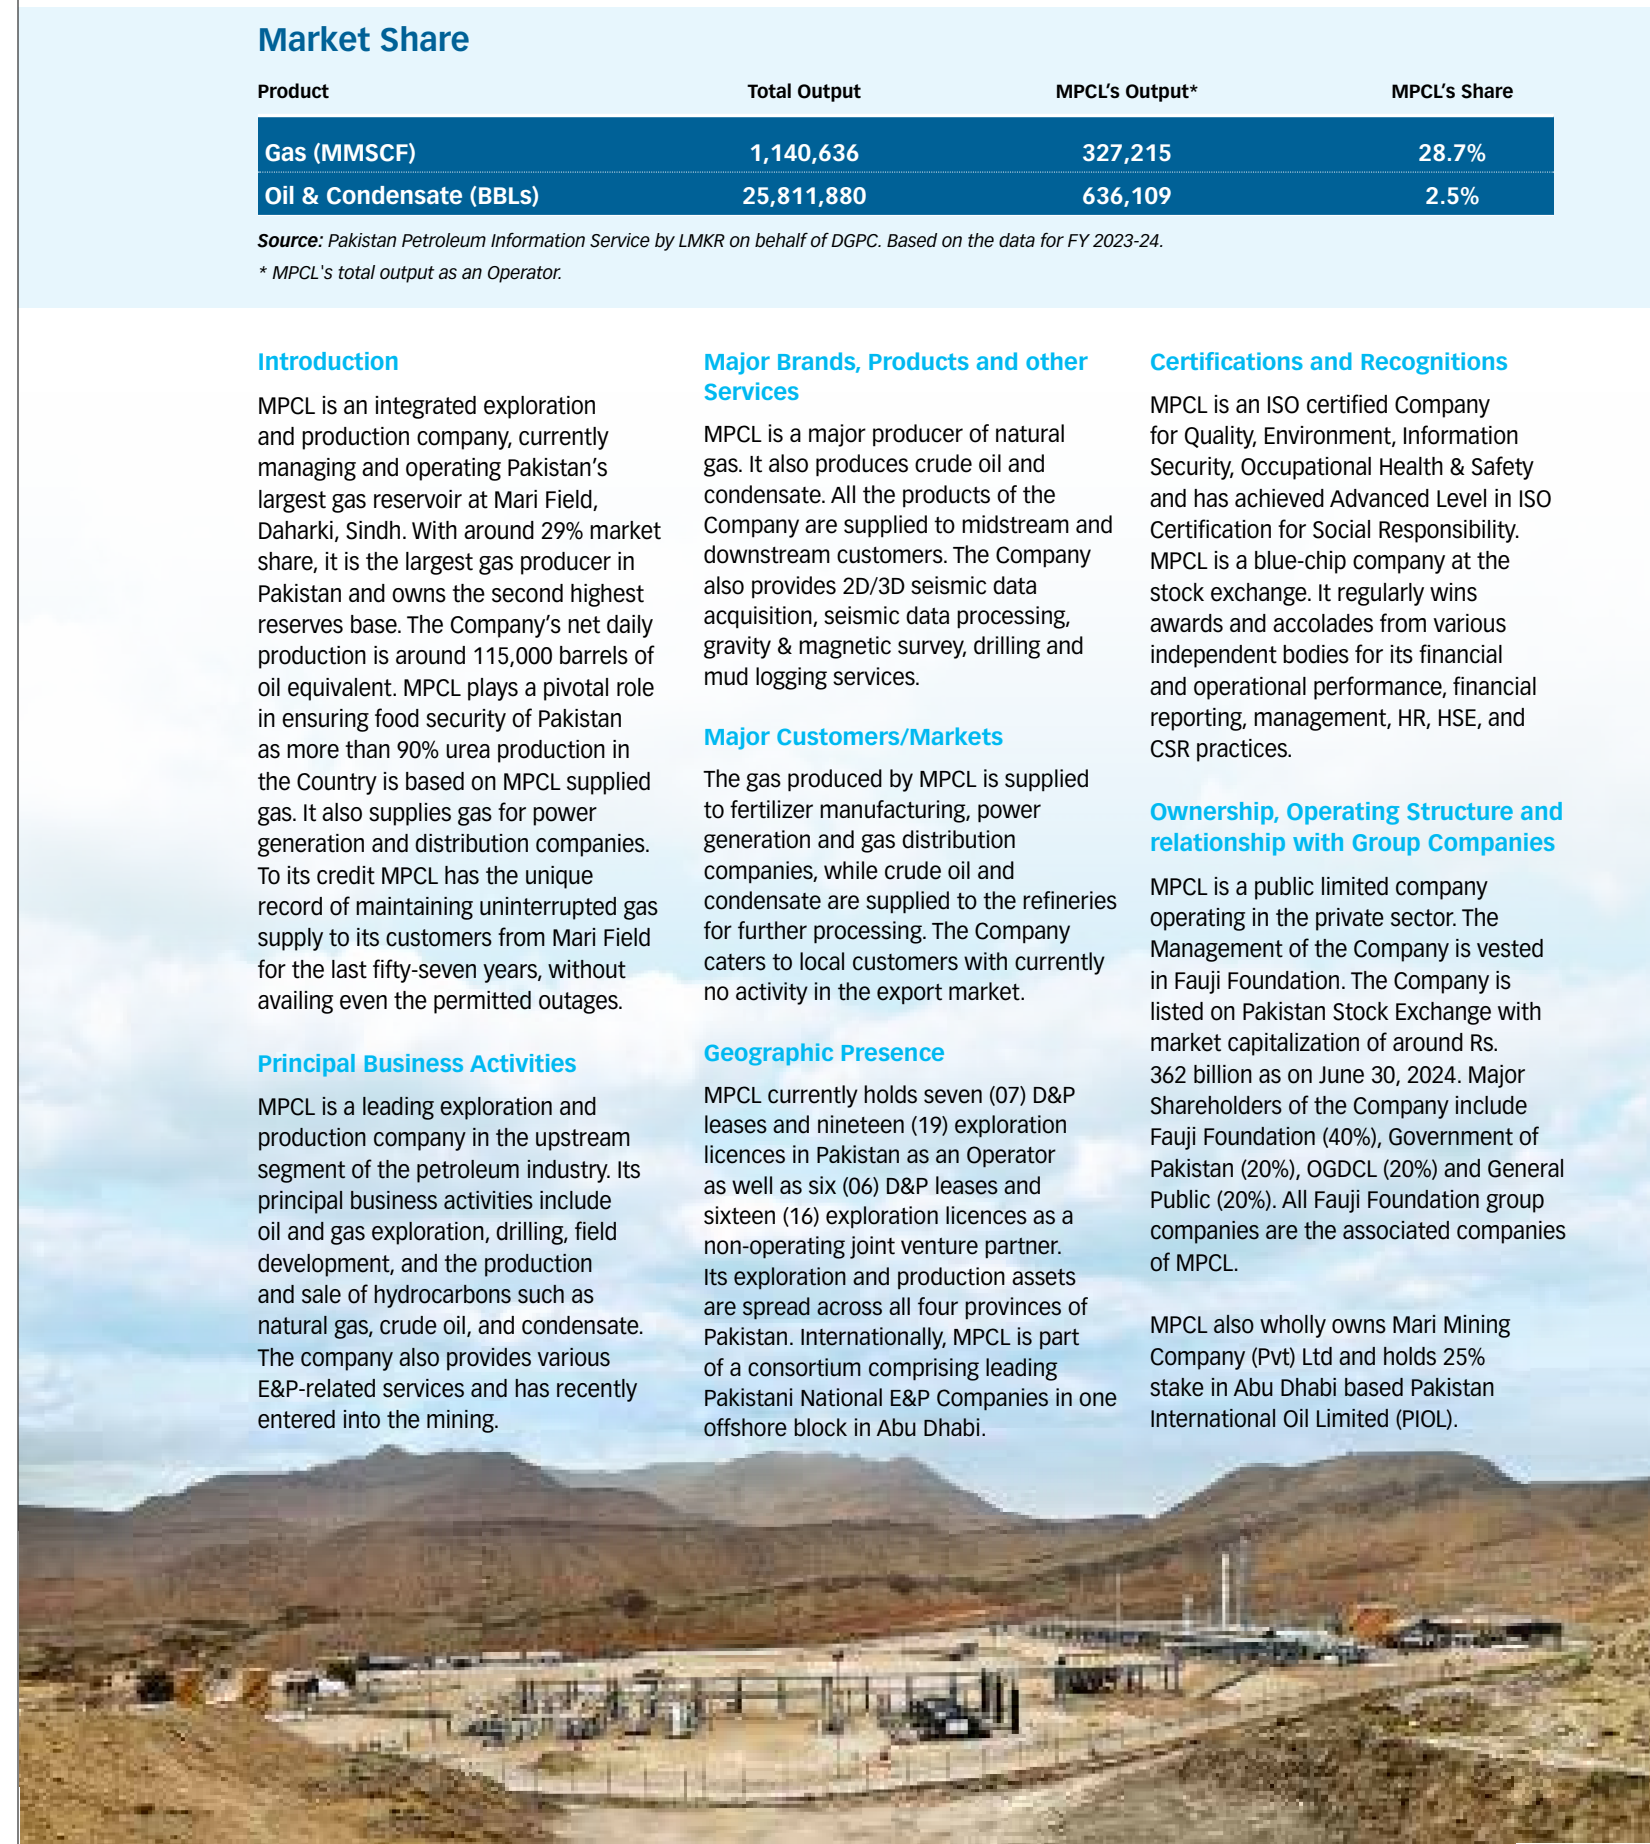 Market Share
Product Total Output MPCL’s Output* MPCL’s Share
Gas (MMSCF) 1,140,636 327,215 28.7%
Oil & Condensate (BBLs) 25,811,880 636,109 2.5%
Source: Pakistan Petroleum Information Service by LMKR on behalf of DGPC. Based on the data for FY 2023-24.
* MPCL's total output as an Operator.
Introduction
MPCL is an integrated exploration
and production company, currently
managing and operating Pakistan’s
largest gas reservoir at Mari Field,
Daharki, Sindh. With around 29% market
share, it is the largest gas producer in
Pakistan and owns the second highest
reserves base. The Company’s net daily
production is around 115,000 barrels of
oil equivalent. MPCL plays a pivotal role
in ensuring food security of Pakistan
as more than 90% urea production in
the Country is based on MPCL supplied
gas. It also supplies gas for power
generation and distribution companies.
To its credit MPCL has the unique
record of maintaining uninterrupted gas
supply to its customers from Mari Field
for the last fifty-seven years, without
availing even the permitted outages.
Principal Business Activities
MPCL is a leading exploration and
production company in the upstream
segment of the petroleum industry. Its
principal business activities include
oil and gas exploration, drilling, field
development, and the production
and sale of hydrocarbons such as
natural gas, crude oil, and condensate.
The company also provides various
E&P-related services and has recently
entered into the mining.
Major Brands, Products and other
Services
MPCL is a major producer of natural
gas. It also produces crude oil and
condensate. All the products of the
Company are supplied to midstream and
downstream customers. The Company
also provides 2D/3D seismic data
acquisition, seismic data processing,
gravity & magnetic survey, drilling and
mud logging services.
Major Customers/Markets
The gas produced by MPCL is supplied
to fertilizer manufacturing, power
generation and gas distribution
companies, while crude oil and
condensate are supplied to the refineries
for further processing. The Company
caters to local customers with currently
no activity in the export market.
Geographic Presence
MPCL currently holds seven (07) D&P
leases and nineteen (19) exploration
licences in Pakistan as an Operator
as well as six (06) D&P leases and
sixteen (16) exploration licences as a
non-operating joint venture partner.
Its exploration and production assets
are spread across all four provinces of
Pakistan. Internationally, MPCL is part
of a consortium comprising leading
Pakistani National E&P Companies in one
offshore block in Abu Dhabi.
Certifications and Recognitions
MPCL is an ISO certified Company
for Quality, Environment, Information
Security, Occupational Health & Safety
and has achieved Advanced Level in ISO
Certification for Social Responsibility.
MPCL is a blue-chip company at the
stock exchange. It regularly wins
awards and accolades from various
independent bodies for its financial
and operational performance, financial
reporting, management, HR, HSE, and
CSR practices.
Ownership, Operating Structure and
relationship with Group Companies
MPCL is a public limited company
operating in the private sector. The
Management of the Company is vested
in Fauji Foundation. The Company is
listed on Pakistan Stock Exchange with
market capitalization of around Rs.
362 billion as on June 30, 2024. Major
Shareholders of the Company include
Fauji Foundation (40%), Government of
Pakistan (20%), OGDCL (20%) and General
Public (20%). All Fauji Foundation group
companies are the associated companies
of MPCL.
MPCL also wholly owns Mari Mining
Company (Pvt) Ltd and holds 25%
stake in Abu Dhabi based Pakistan
International Oil Limited (PIOL).